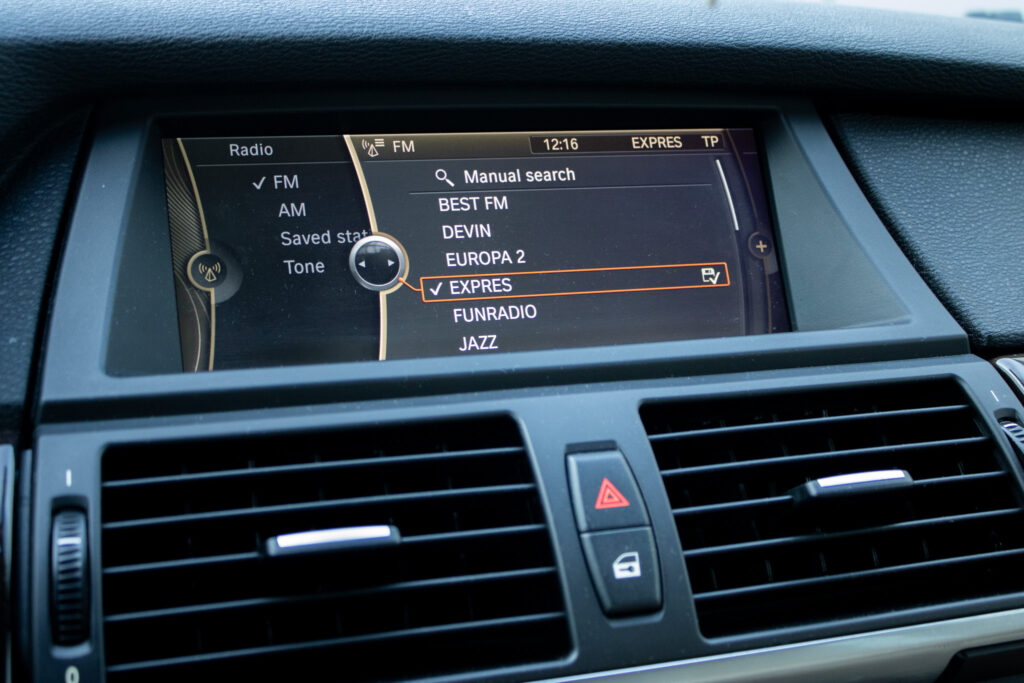 Radio
FM
AM
Saved stat
Tone
FM 12:16 EXPRES TP
Manual search
BEST FM
DEVIN
EUROPA 2
EXPRES
FUNRADIO
JAZZ
0